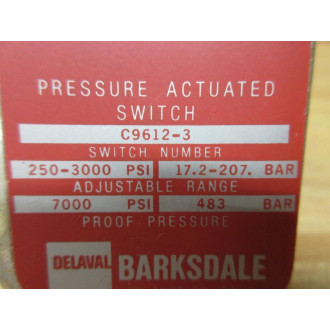 PRESSURE ACTUATED
SWITCH
C9612-3
SWITCH NUMBER
250-3000 PSI 17.2-207. BAR
ADJUSTABLE RANGE
7000 PSI 483 BAR
PROOF PRESSURE
DELAVAL BARKSDALE